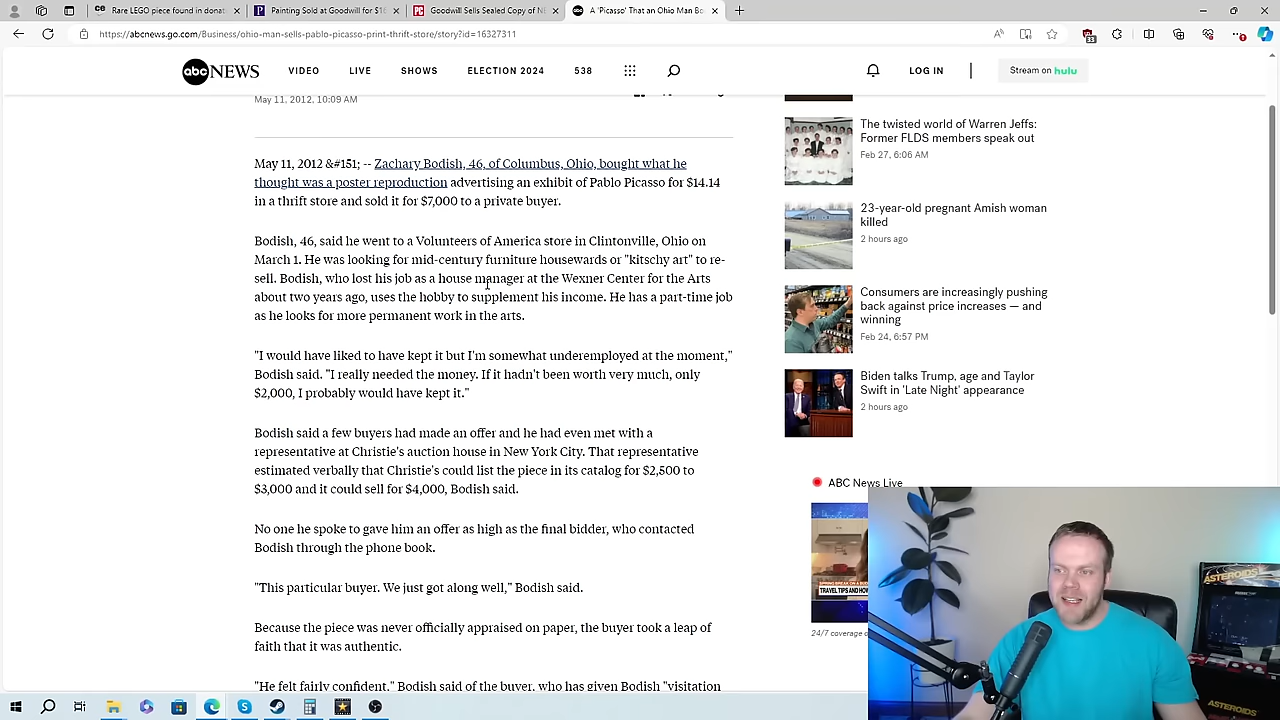 Rare LEGO piece found in donat
Painting Sold at Goodwill for $1
Goodwill Sells Sealed Copy of NE
A 'Picasso' That an Ohio Man Bo
https://abcnews.go.com/Business/ohio-man-sells-pablo-picasso-print-thrift-store/story?id=16327311
abc NEWS
VIDEO
LIVE
SHOWS
ELECTION 2024
538
LOG IN
Stream on hulu
May 11, 2012, 10:09 AM
May 11, 2012 &#151; -- Zachary Bodish, 46, of Columbus, Ohio, bought what he
thought was a poster reproduction advertising an exhibit of Pablo Picasso for $14.14
in a thrift store and sold it for $7,000 to a private buyer.
Bodish, 46, said he went to a Volunteers of America store in Clintonville, Ohio on
March 1. He was looking for mid-century furniture housewards or "kitschy art" to re-
sell. Bodish, who lost his job as a house manager at the Wexner Center for the Arts
about two years ago, uses the hobby to supplement his income. He has a part-time job
as he looks for more permanent work in the arts.
"I would have liked to have kept it but I'm somewhat underemployed at the moment,"
Bodish said. "I really needed the money. If it hadn't been worth very much, only
$2,000, I probably would have kept it."
Bodish said a few buyers had made an offer and he had even met with a
representative at Christie's auction house in New York City. That representative
estimated verbally that Christie's could list the piece in its catalog for $2,500 to
$3,000 and it could sell for $4,000, Bodish said.
No one he spoke to gave him an offer as high as the final bidder, who contacted
Bodish through the phone book.
"This particular buyer. We just got along well," Bodish said.
Because the piece was never officially appraised on paper, the buyer took a leap of
faith that it was authentic.
"He felt fairly confident," Bodish said of the buyer, who has given Bodish "visitation
The twisted world of Warren Jeffs:
Former FLDS members speak out
Feb 27, 6:06 AM
23-year-old pregnant Amish woman
killed
2 hours ago
Consumers are increasingly pushing
back against price increases — and
winning
Feb 24, 6:57 PM
Biden talks Trump, age and Taylor
Swift in 'Late Night' appearance
2 hours ago
ABC News Live
SPRING BREAK ON A BUD
TRAVEL TIPS AND HOW
24/7 coverage o
ASTEROIDS
ASTEROIDS